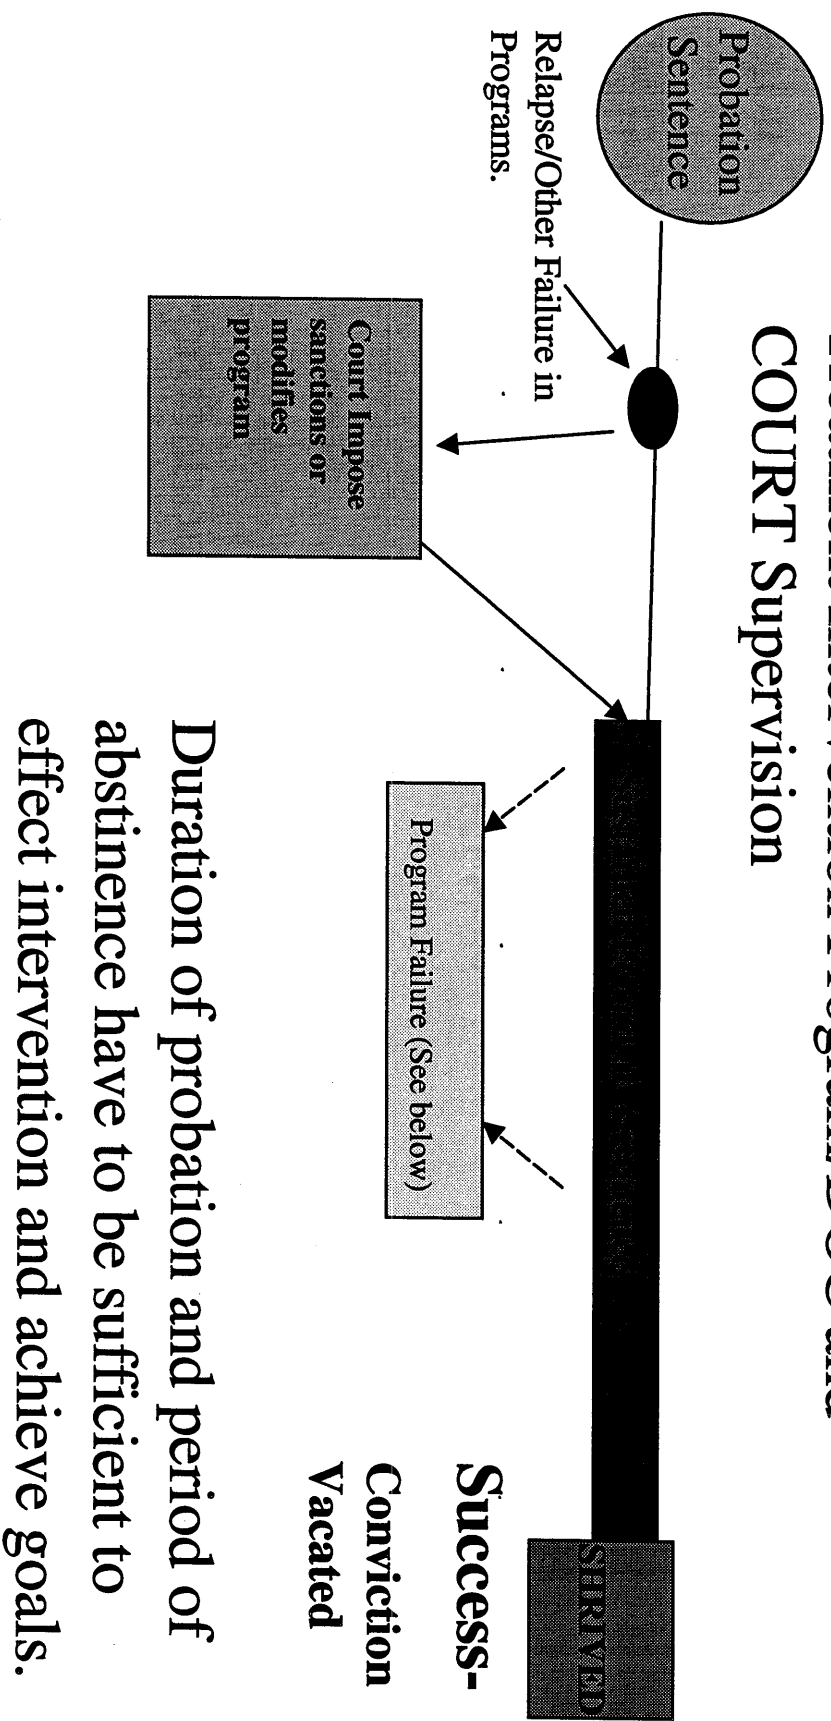 COURT Supervision
Probation
Sentence
Relapse/Other Failure in
Programs.
Court Impose
sanctions or
modifies
program
Program Failure (See below)
SHRIVED
Success-
Conviction
Vacated
Duration of probation and period of
abstinence have to be sufficient to
effect intervention and achieve goals.